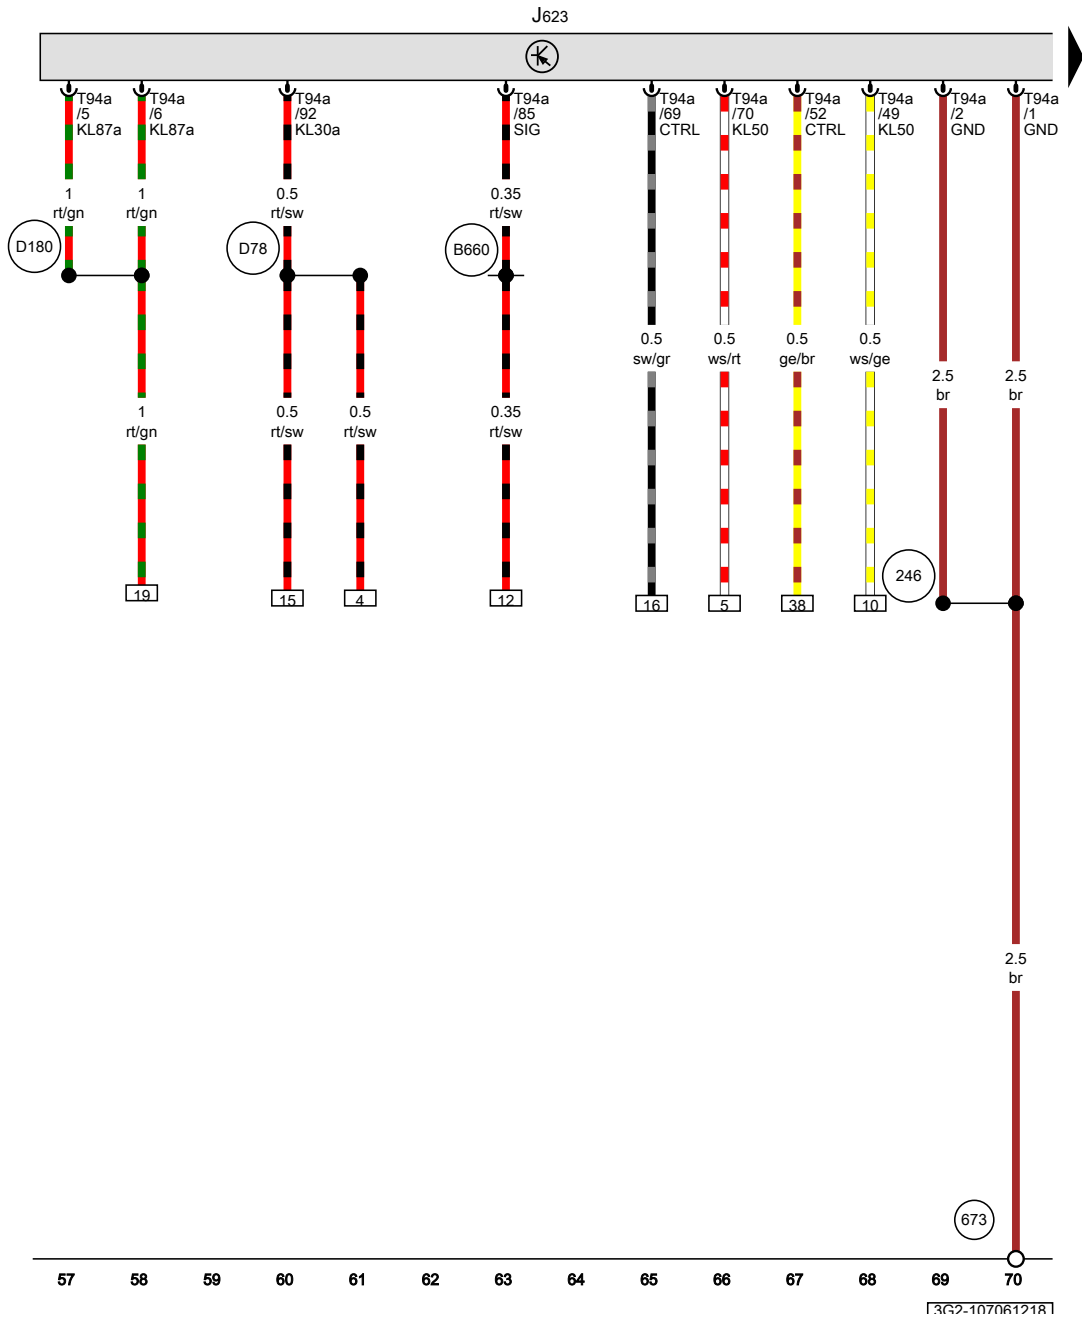 J623
T94a T94a T94a T94a T94a T94a T94a T94a T94a T94a
/5 /6 /92 /85 /69 /70 /52 /49 /2 /1
KL87a KL87a KL30a SIG CTRL KL50 CTRL KL50 GND GND
1 1 0.5 0.35
rt/gn rt/gn rt/sw rt/sw
D180 D78 B660
0.5 0.5 0.5 0.5
sw/gr ws/rt ge/br ws/ge
2.5 2.5
br br
1 0.5 0.5 0.35
rt/gn rt/sw rt/sw rt/sw
246
19 15 4 12 16 5 38 10
2.5
br
673
57 58 59 60 61 62 63 64 65 66 67 68 69 70
3G2-107061218